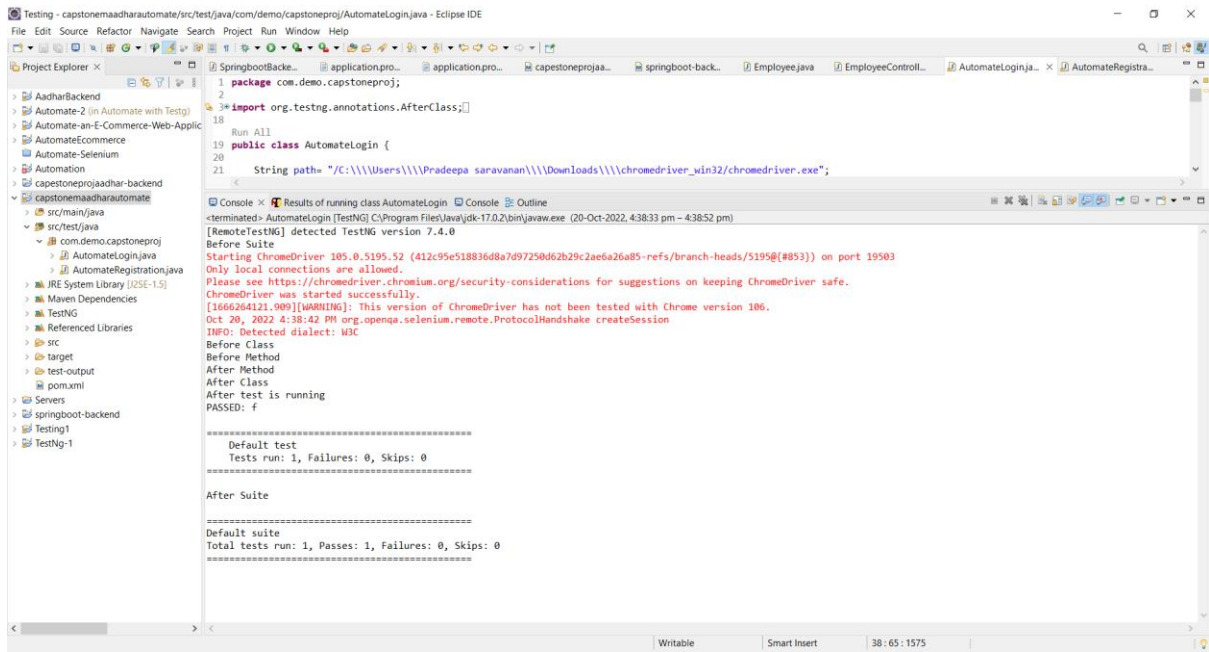 Testing - capstonemaadharautomate/src/test/java/com/demo/capstoneproj/AutomateLogin.java - Eclipse IDE
File Edit Source Refactor Navigate Search Project Run Window Help
Project Explorer
SpringbootBacke... application.pro... application.pro... capestoneprojaa... springboot-back... Employee.java EmployeeControll... AutomateLogin.ja... AutomateRegistra...
AadharBackend
Automate-2 (in Automate with Testg)
Automate-an-E-Commerce-Web-Applic
AutomateEcommerce
Automate-Selenium
Automation
capestoneprojaadhar-backend
capstonemaadharautomate
src/main/java
src/test/java
com.demo.capstoneproj
AutomateLogin.java
AutomateRegistration.java
JRE System Library [J2SE-1.5]
Maven Dependencies
TestNG
Referenced Libraries
src
target
test-output
pom.xml
Servers
springboot-backend
Testing1
TestNg-1
1 package com.demo.capstoneproj;
2
3 import org.testng.annotations.AfterClass;
18
Run All
19 public class AutomateLogin {
20
21 String path= "/C:\\\\Users\\\\Pradeepa saravanan\\\\Downloads\\\\chromedriver_win32/chromedriver.exe";
Console Results of running class AutomateLogin Console Outline
<terminated> AutomateLogin [TestNG] C:\Program Files\Java\jdk-17.0.2\bin\javaw.exe (20-Oct-2022, 4:38:33 pm – 4:38:52 pm)
[RemoteTestNG] detected TestNG version 7.4.0
Before Suite
Starting ChromeDriver 105.0.5195.52 (412c95e518836d8a7d97250d62b29c2ae6a26a85-refs/branch-heads/5195@{#853}) on port 19503
Only local connections are allowed.
Please see https://chromedriver.chromium.org/security-considerations for suggestions on keeping ChromeDriver safe.
ChromeDriver was started successfully.
[1666264121.909][WARNING]: This version of ChromeDriver has not been tested with Chrome version 106.
Oct 20, 2022 4:38:42 PM org.openqa.selenium.remote.ProtocolHandshake createSession
INFO: Detected dialect: W3C
Before Class
Before Method
After Method
After Class
After test is running
PASSED: f
===============================================
Default test
Tests run: 1, Failures: 0, Skips: 0
===============================================
After Suite
===============================================
Default suite
Total tests run: 1, Passes: 1, Failures: 0, Skips: 0
===============================================
Writable Smart Insert 38 : 65 : 1575